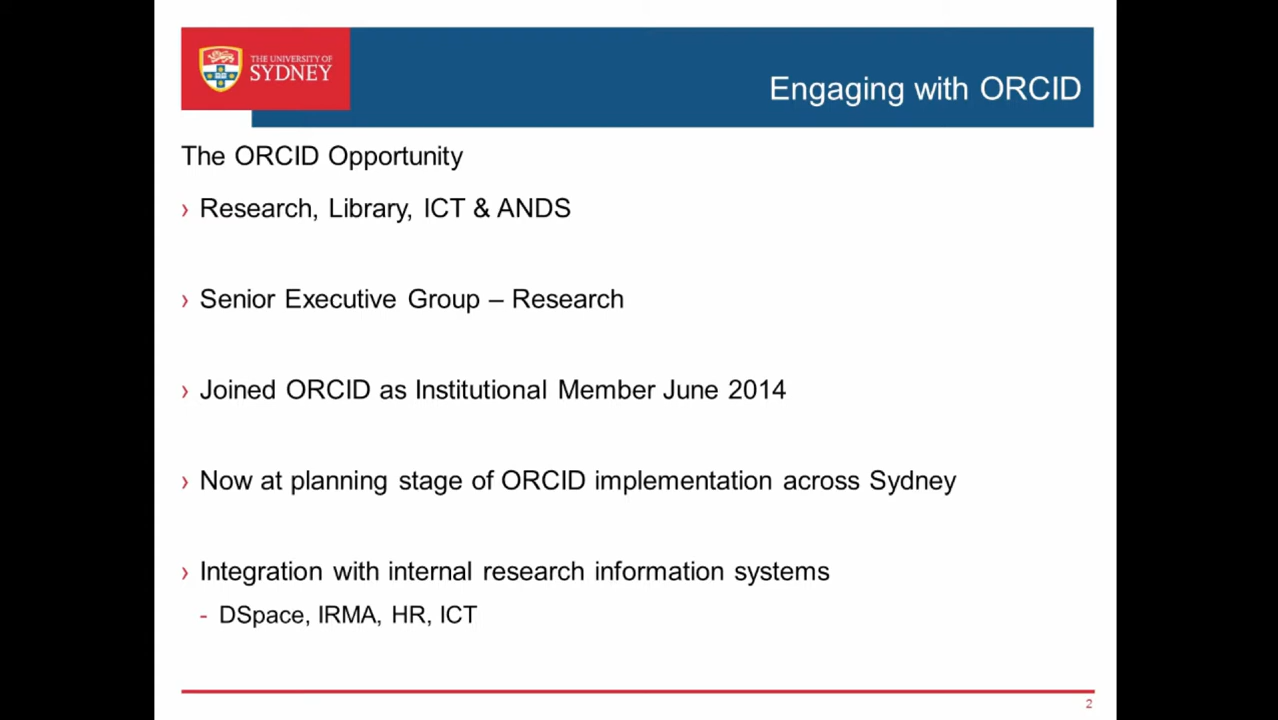 THE UNIVERSITY OF
SYDNEY
Engaging with ORCID
The ORCID Opportunity
› Research, Library, ICT & ANDS
› Senior Executive Group – Research
› Joined ORCID as Institutional Member June 2014
› Now at planning stage of ORCID implementation across Sydney
› Integration with internal research information systems
- DSpace, IRMA, HR, ICT
2